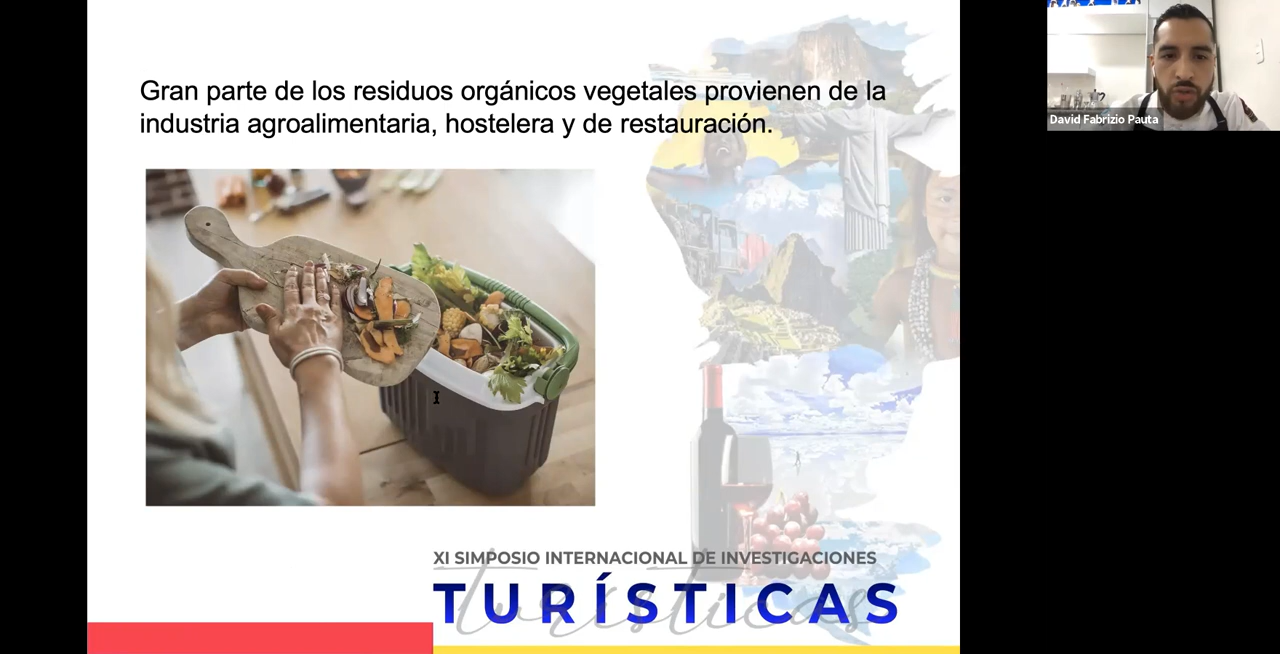 Gran parte de los residuos orgánicos vegetales provienen de la
industria agroalimentaria, hostelera y de restauración.
David Fabrizio Pauta
XI SIMPOSIO INTERNACIONAL DE INVESTIGACIONES
TURÍSTICAS
turísticas